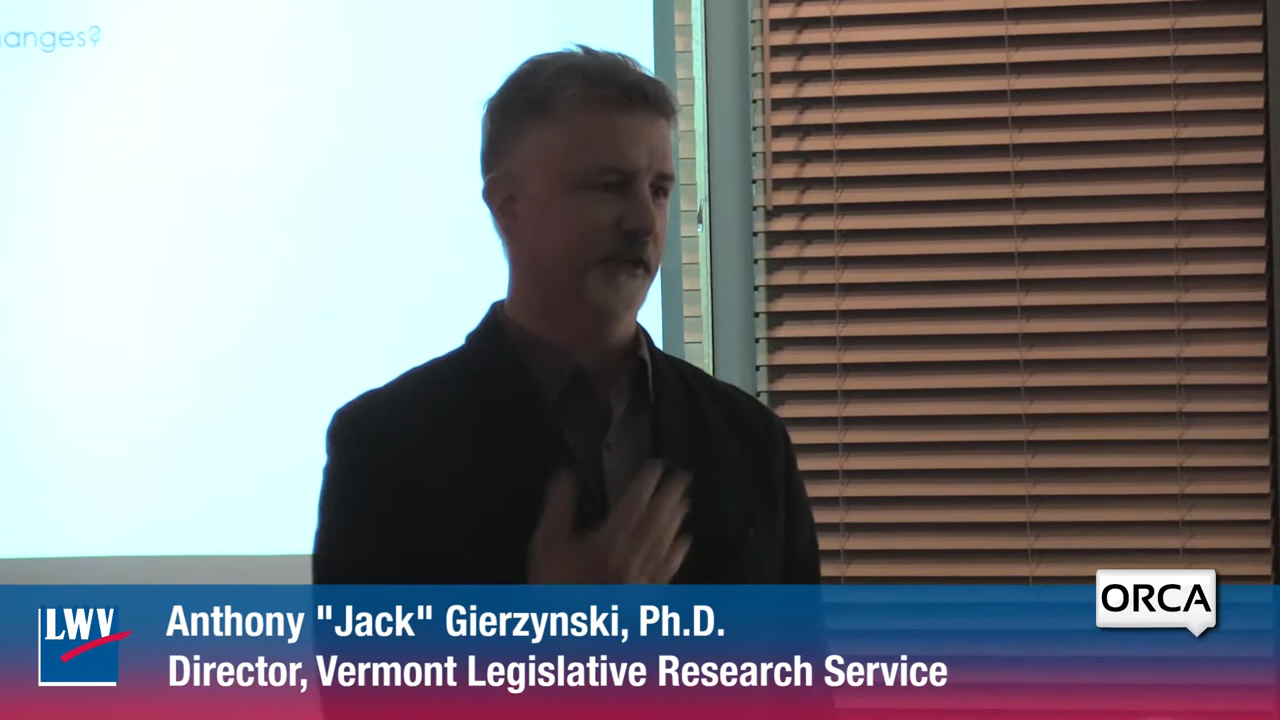 anges?
LWV
Anthony "Jack" Gierzynski, Ph.D.
Director, Vermont Legislative Research Service
ORCA